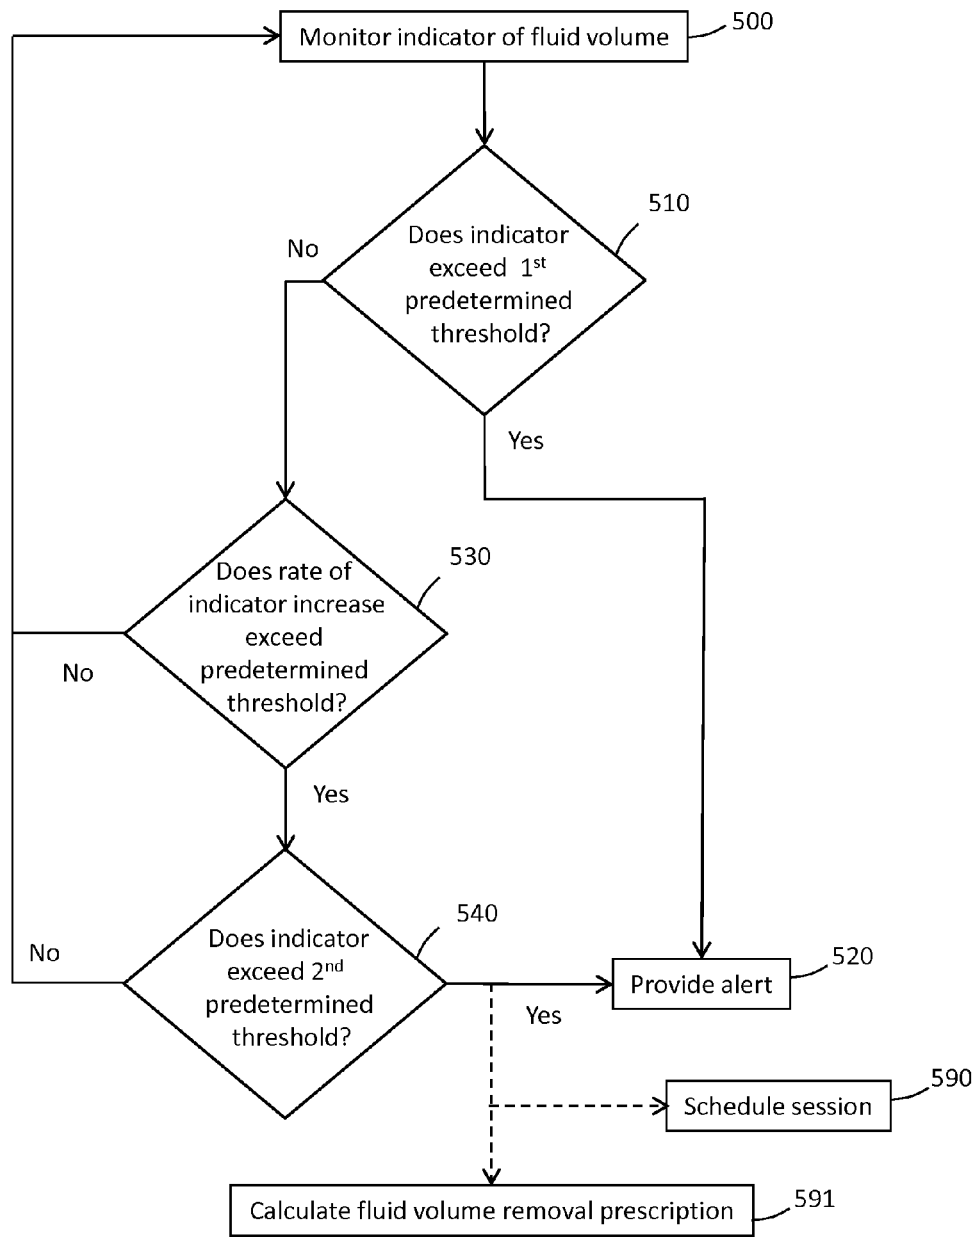 Monitor indicator of fluid volume
500
510
Does indicator
exceed 1st
predetermined
threshold?
No
Yes
530
Does rate of
indicator increase
exceed
predetermined
threshold?
No
Yes
540
Does indicator
exceed 2nd
predetermined
threshold?
No
Yes
520
Provide alert
590
Schedule session
591
Calculate fluid volume removal prescription